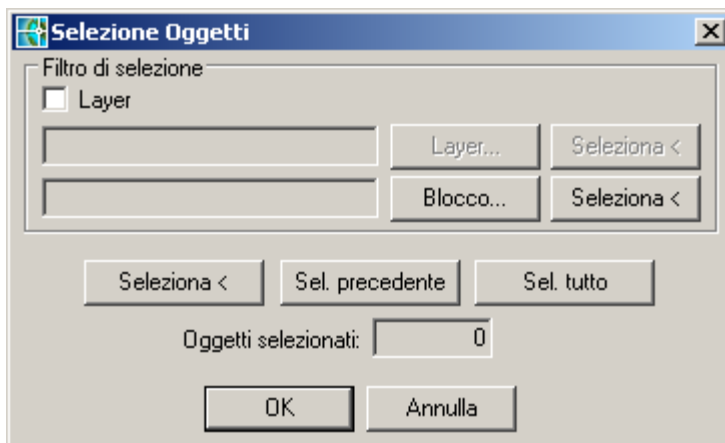 Selezione Oggetti
Filtro di selezione
Layer
Layer... Seleziona <
Blocco... Seleziona <
Seleziona < Sel. precedente Sel. tutto
Oggetti selezionati: 0
OK Annulla